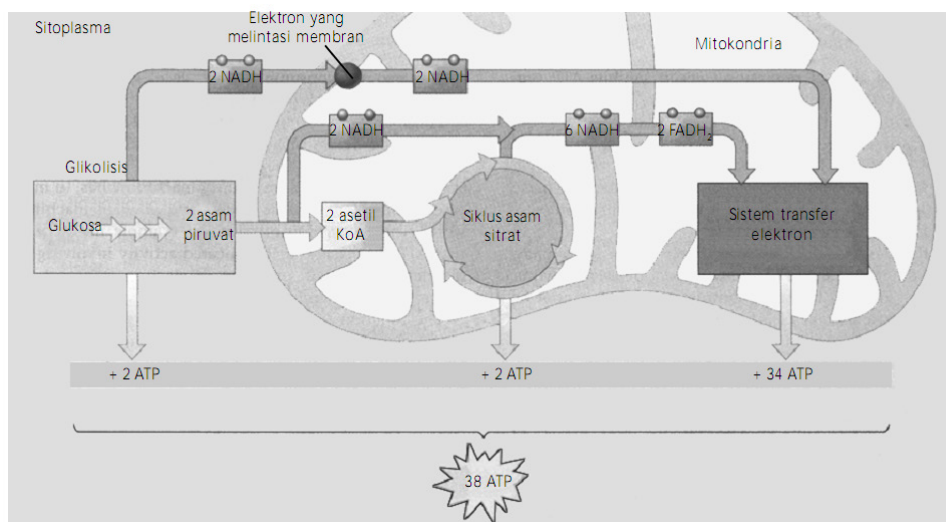 Sitoplasma
Elektron yang
melintasi membran
Mitokondria
2 NADH
2 NADH
2 NADH
6 NADH
2 FADH₂
Glikolisis
Glukosa
2 asam
piruvat
2 asetil
KoA
Siklus asam
sitrat
Sistem transfer
elektron
+ 2 ATP
+ 2 ATP
+ 34 ATP
38 ATP